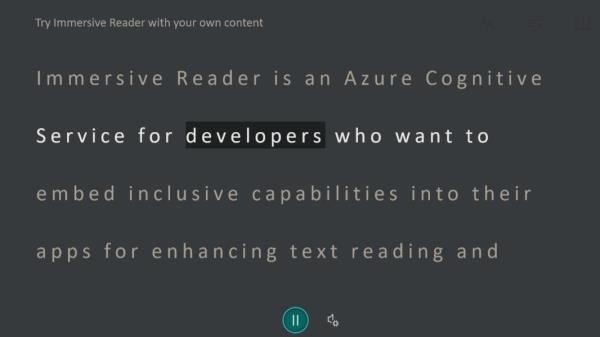 Try Immersive Reader with your own content
Immersive Reader is an Azure Cognitive
Service for developers who want to
embed inclusive capabilities into their
apps for enhancing text reading and